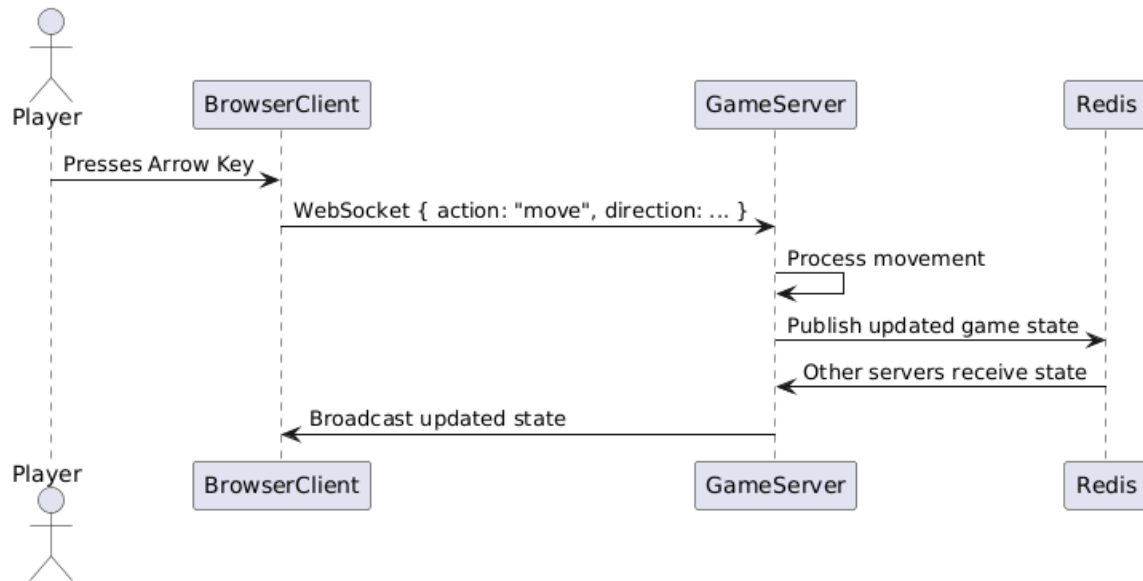 Player
BrowserClient
GameServer
Redis
Presses Arrow Key
WebSocket { action: "move", direction: ... }
Process movement
Publish updated game state
Other servers receive state
Broadcast updated state
Player
BrowserClient
GameServer
Redis